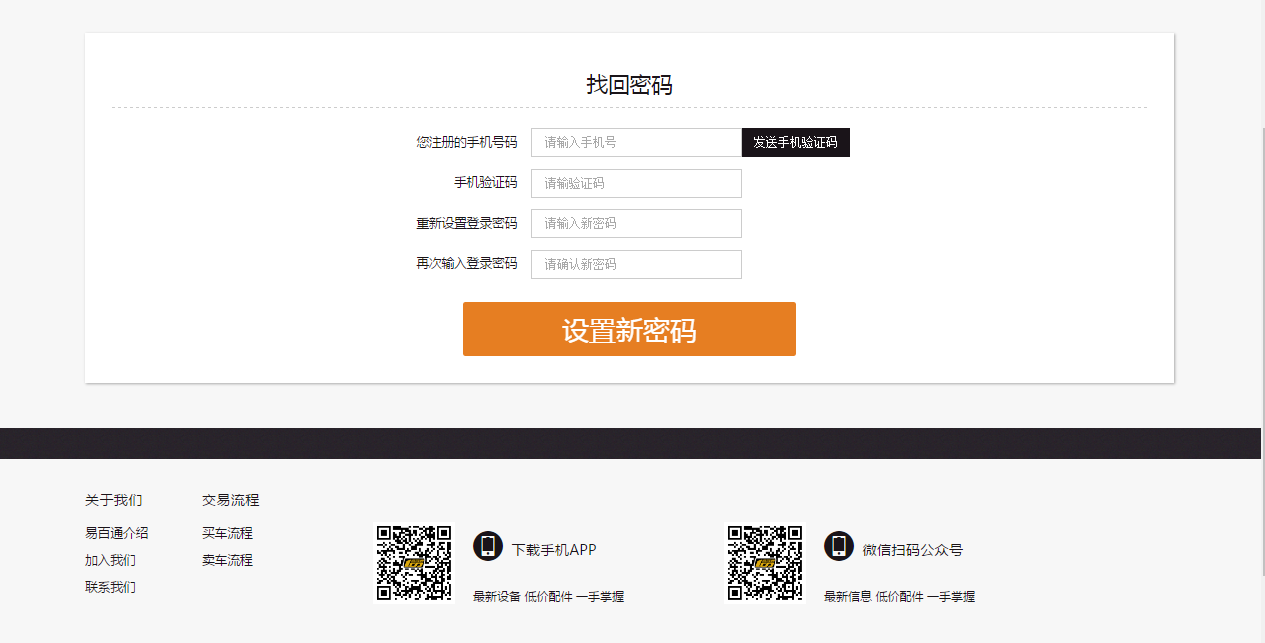 找回密码
您注册的手机号码 请输入手机号 发送手机验证码
手机验证码 请输验证码
重新设置登录密码 请输入新密码
再次输入登录密码 请确认新密码
设置新密码
关于我们 交易流程
易百通介绍 买车流程
加入我们 卖车流程
联系我们
下载手机APP
最新设备 低价配件 一手掌握
微信扫码公众号
最新信息 低价配件 一手掌握